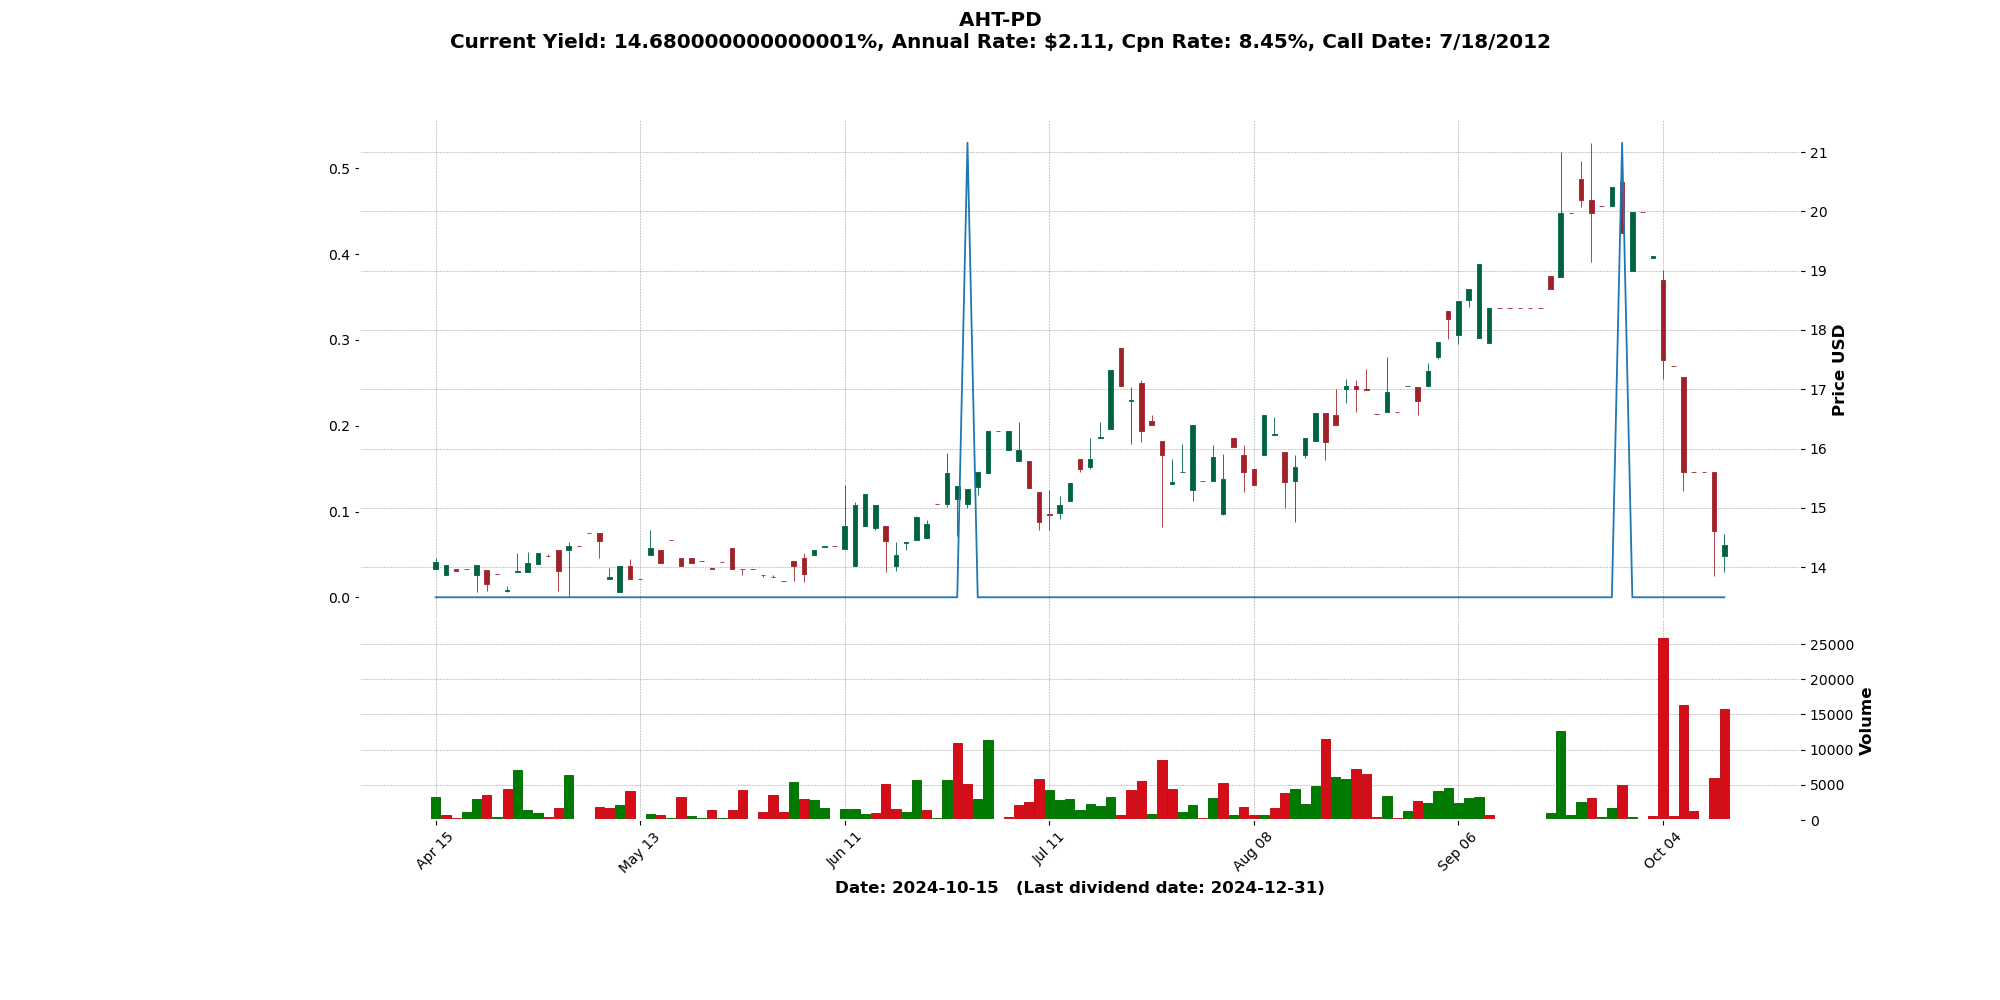 AHT-PD
Current Yield: 14.680000000000001%, Annual Rate: $2.11, Cpn Rate: 8.45%, Call Date: 7/18/2012
0.5
0.4
0.3
0.2
0.1
0.0
21
20
19
18
17
16
15
14
Price USD
25000
20000
15000
10000
5000
0
Volume
Apr 15
May 13
Jun 11
Jul 11
Aug 08
Sep 06
Oct 04
Date: 2024-10-15 (Last dividend date: 2024-12-31)